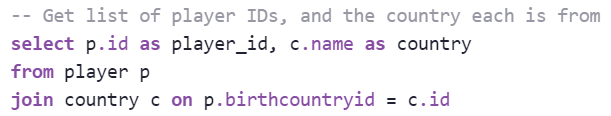 -- Get list of player IDs, and the country each is from
select p.id as player_id, c.name as country
from player p
join country c on p.birthcountryid = c.id